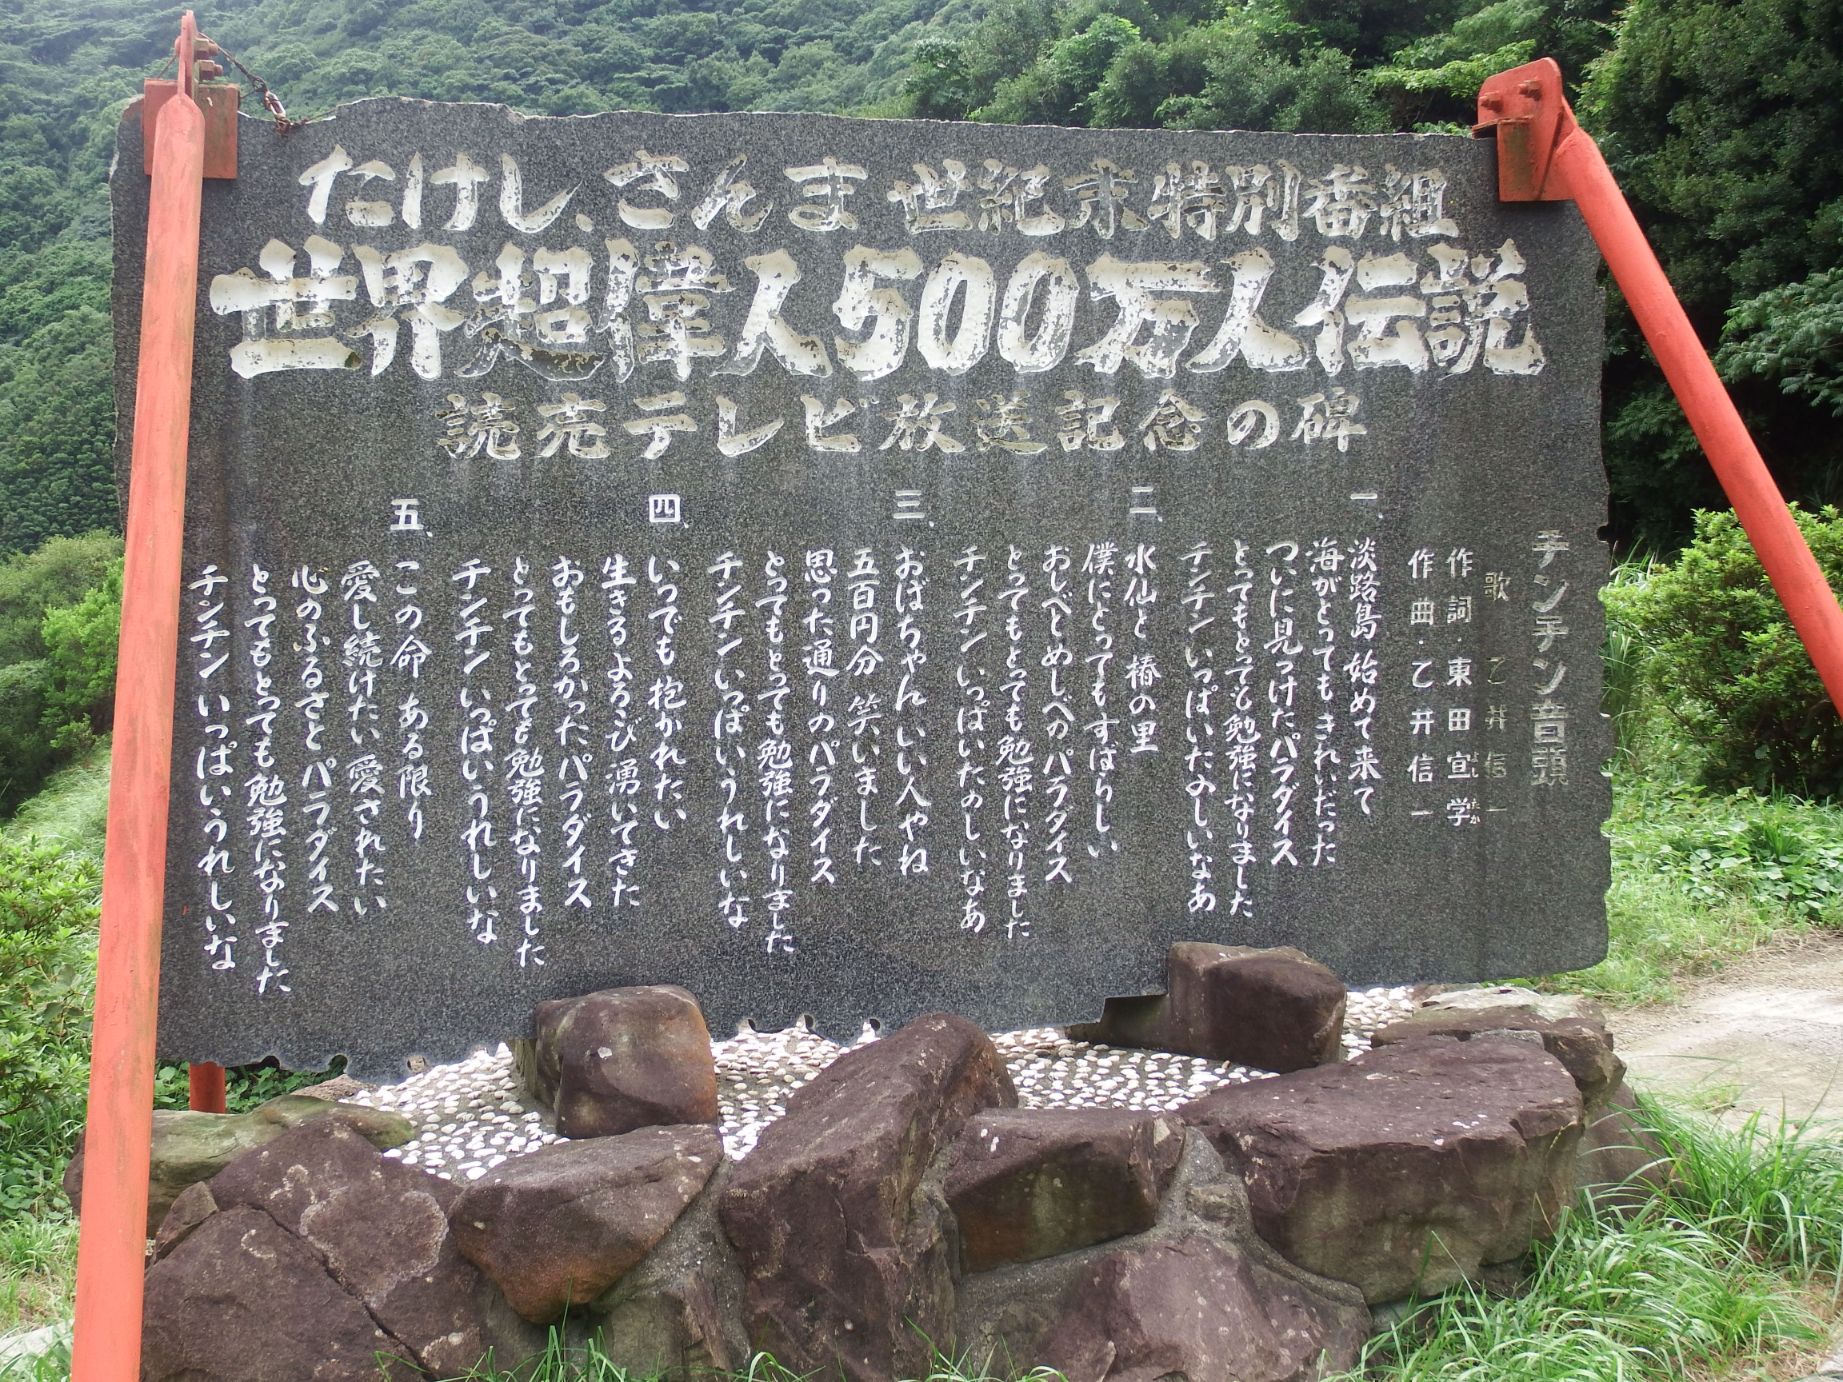 たけし、さんま 世紀末特別番組
世界超偉人500万人伝説
読売テレビ放送記念の碑
チンチン音頭
歌 乙井信一
作詞・東田宜学
作曲・乙井信一
一、淡路島 始めて来て
海がとってもきれいだった
ついに見つけたパラダイス
とってもとっても勉強になりました
チンチンいっぱいたのしいなあ
二、水仙と 椿の里
僕にとってもすばらしい
おしべとめしべのパラダイス
とってもとっても勉強になりました
チンチンいっぱいたのしいなあ
三、おばちゃん いい人やね
五百円分 笑いました
思った通りのパラダイス
とってもとっても勉強になりました
チンチンいっぱいうれしいな
四、いつでも 抱かれたい
生きるよろこび 湧いてきた
おもしろかったパラダイス
とってもとっても勉強になりました
チンチンいっぱいうれしいな
五、この命 ある限り
愛し続けたい 愛されたい
心のふるさとパラダイス
とってもとっても勉強になりました
チンチンいっぱいうれしいな